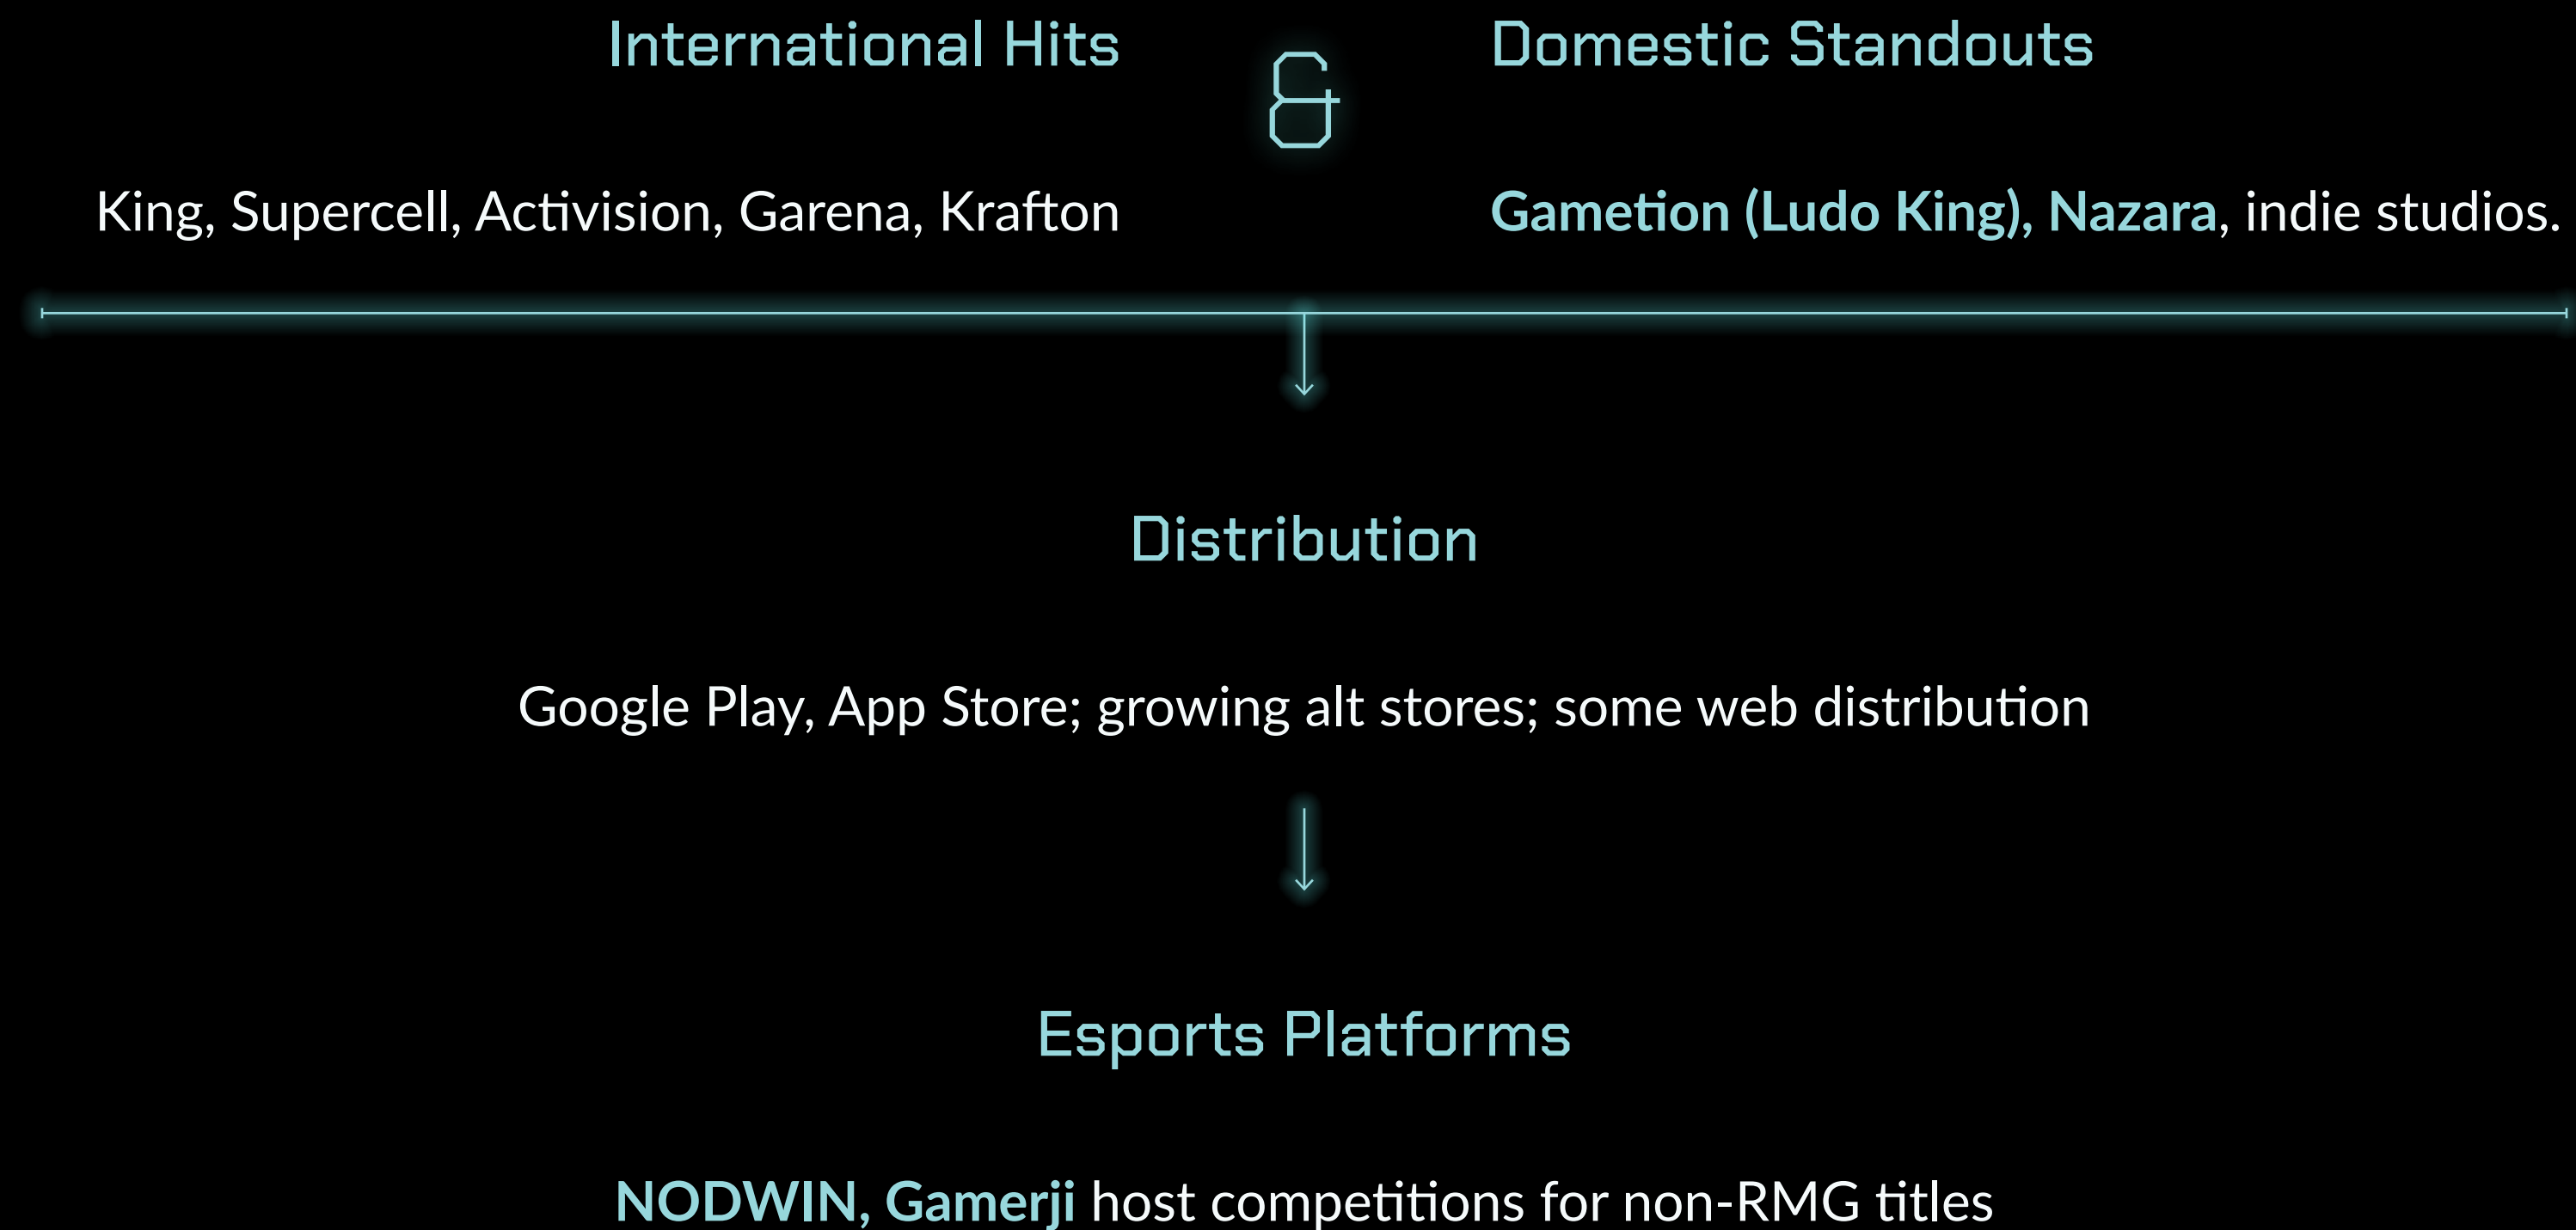 International Hits
&
Domestic Standouts
King, Supercell, Activision, Garena, Krafton
Gametion (Ludo King), Nazara, indie studios.
Distribution
Google Play, App Store; growing alt stores; some web distribution
Esports Platforms
NODWIN, Gamerji host competitions for non-RMG titles